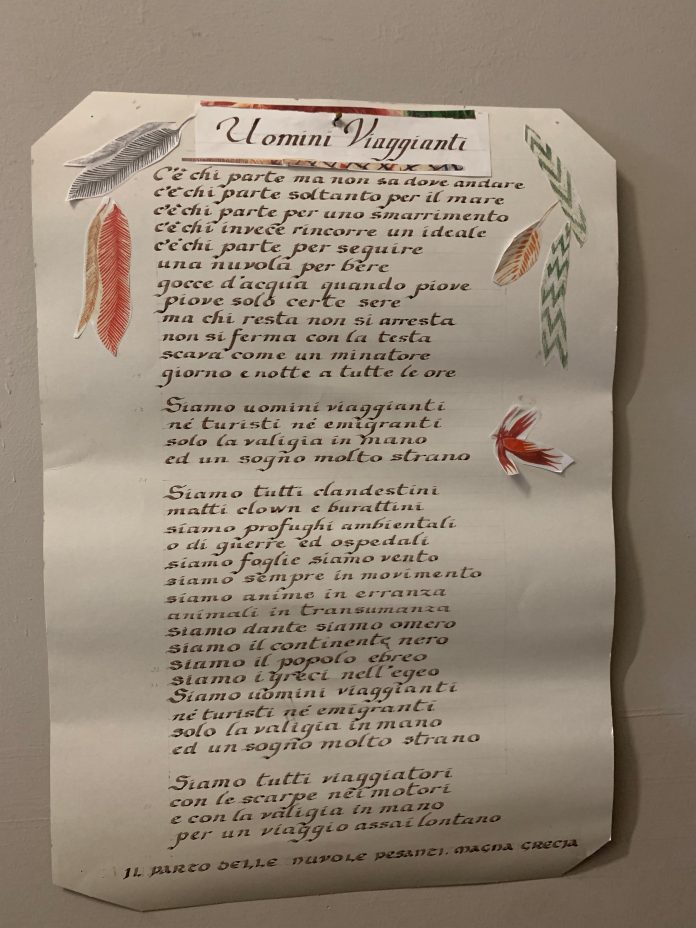 Uomini Viaggianti
C'è chi parte ma non sa dove andare
c'è chi parte soltanto per il mare
c'è chi parte per uno smarrimento
c'è chi invece rincorre un ideale
c'è chi parte per seguire
una nuvola per bere
gocce d'acqua quando piove
piove solo certe sere
ma chi resta non si arresta
non si ferma con la testa
scava come un minatore
giorno e notte a tutte le ore
Siamo uomini viaggianti
né turisti né emigranti
solo la valigia in mano
ed un sogno molto strano
Siamo tutti clandestini
matti clown e burattini
siamo profughi ambientali
o di guerre ed ospedali
siamo foglie siamo vento
siamo sempre in movimento
siamo anime in erranza
animali in transumanza
siamo dante siamo omero
siamo il continente nero
siamo il popolo ebreo
siamo i greci nell'egeo
Siamo uomini viaggianti
né turisti né emigranti
solo la valigia in mano
ed un sogno molto strano
Siamo tutti viaggiatori
con le scarpe nei motori
e con la valigia in mano
per un viaggio assai lontano
IL PARTO DELLE NUVOLE PESANTI. MAGNA GRECIA